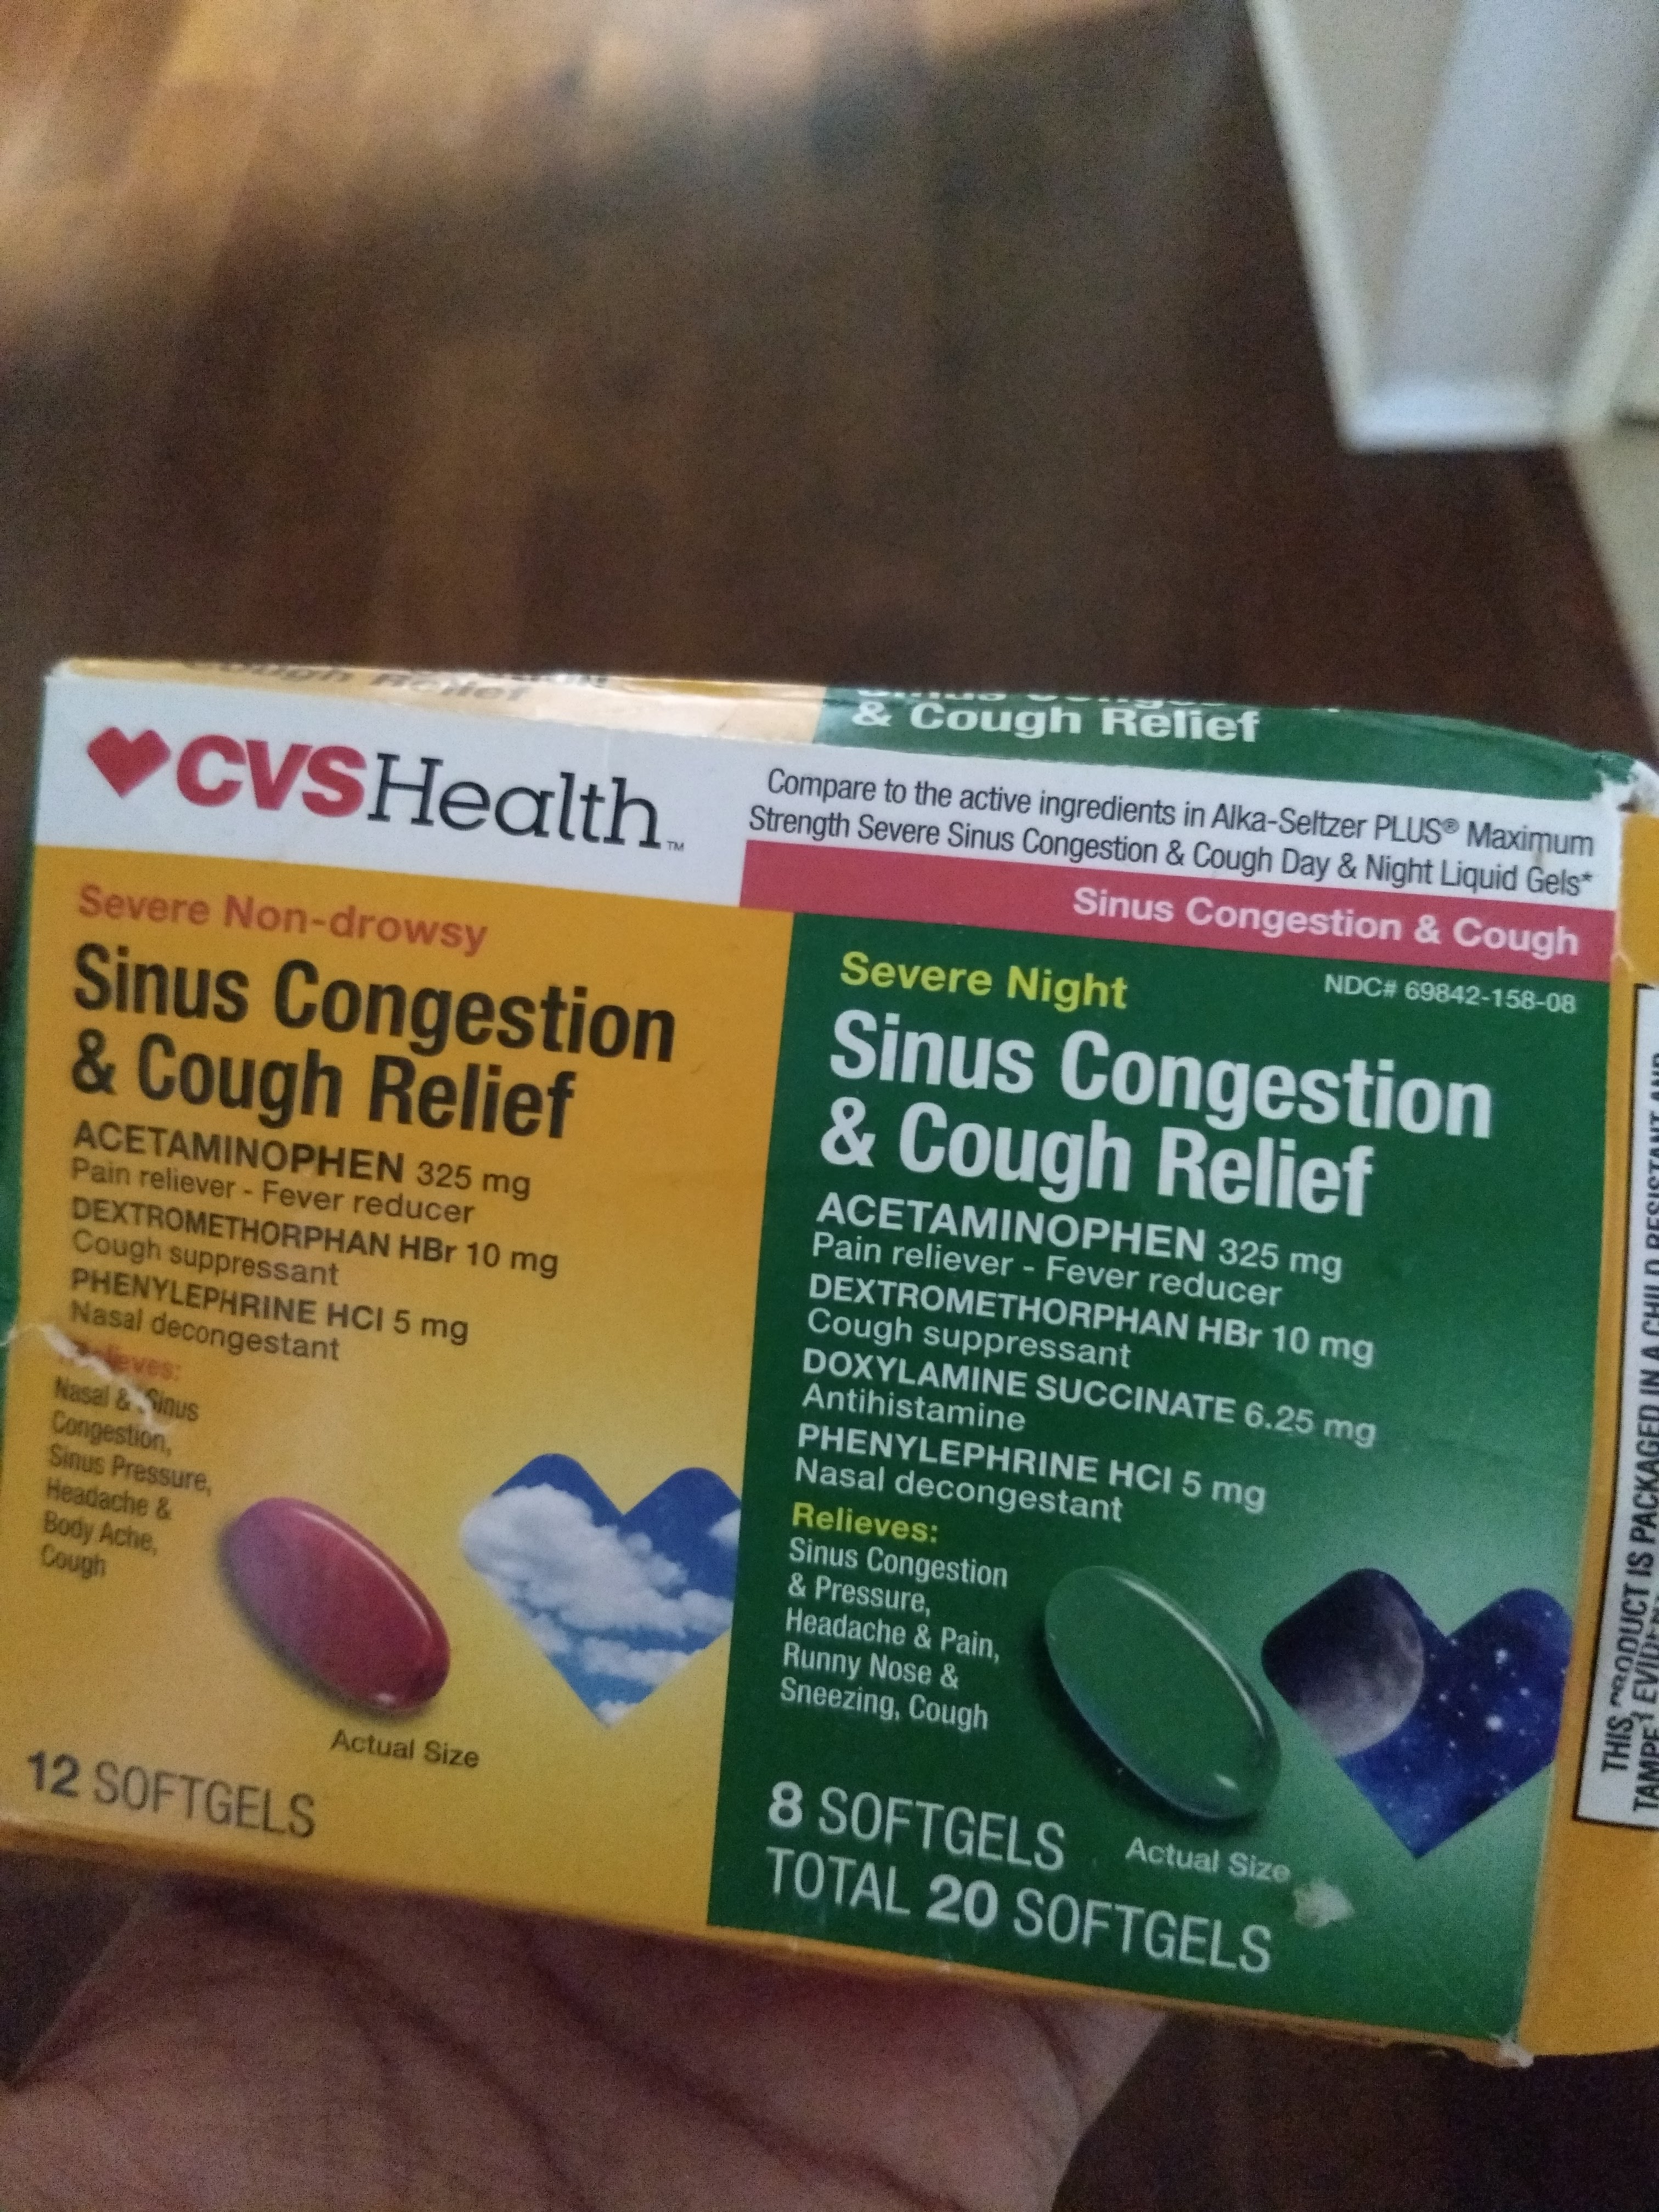 Cough Relief
& Cough Relief
CVSHealth™
Compare to the active ingredients in Alka-Seltzer PLUS® Maximum
Strength Severe Sinus Congestion & Cough Day & Night Liquid Gels*
Sinus Congestion & Cough
Severe Non-drowsy
Sinus Congestion
& Cough Relief
ACETAMINOPHEN 325 mg
Pain reliever - Fever reducer
DEXTROMETHORPHAN HBr 10 mg
Cough suppressant
PHENYLEPHRINE HCl 5 mg
Nasal decongestant
Relieves:
Nasal & Sinus
Congestion,
Sinus Pressure,
Headache &
Body Ache,
Cough
Actual Size
12 SOFTGELS
Severe Night
NDC# 69842-158-08
Sinus Congestion
& Cough Relief
ACETAMINOPHEN 325 mg
Pain reliever - Fever reducer
DEXTROMETHORPHAN HBr 10 mg
Cough suppressant
DOXYLAMINE SUCCINATE 6.25 mg
Antihistamine
PHENYLEPHRINE HCl 5 mg
Nasal decongestant
Relieves:
Sinus Congestion
& Pressure,
Headache & Pain,
Runny Nose &
Sneezing, Cough
Actual Size
8 SOFTGELS
TOTAL 20 SOFTGELS
THIS PRODUCT IS PACKAGED IN A CHILD RESISTANT AND